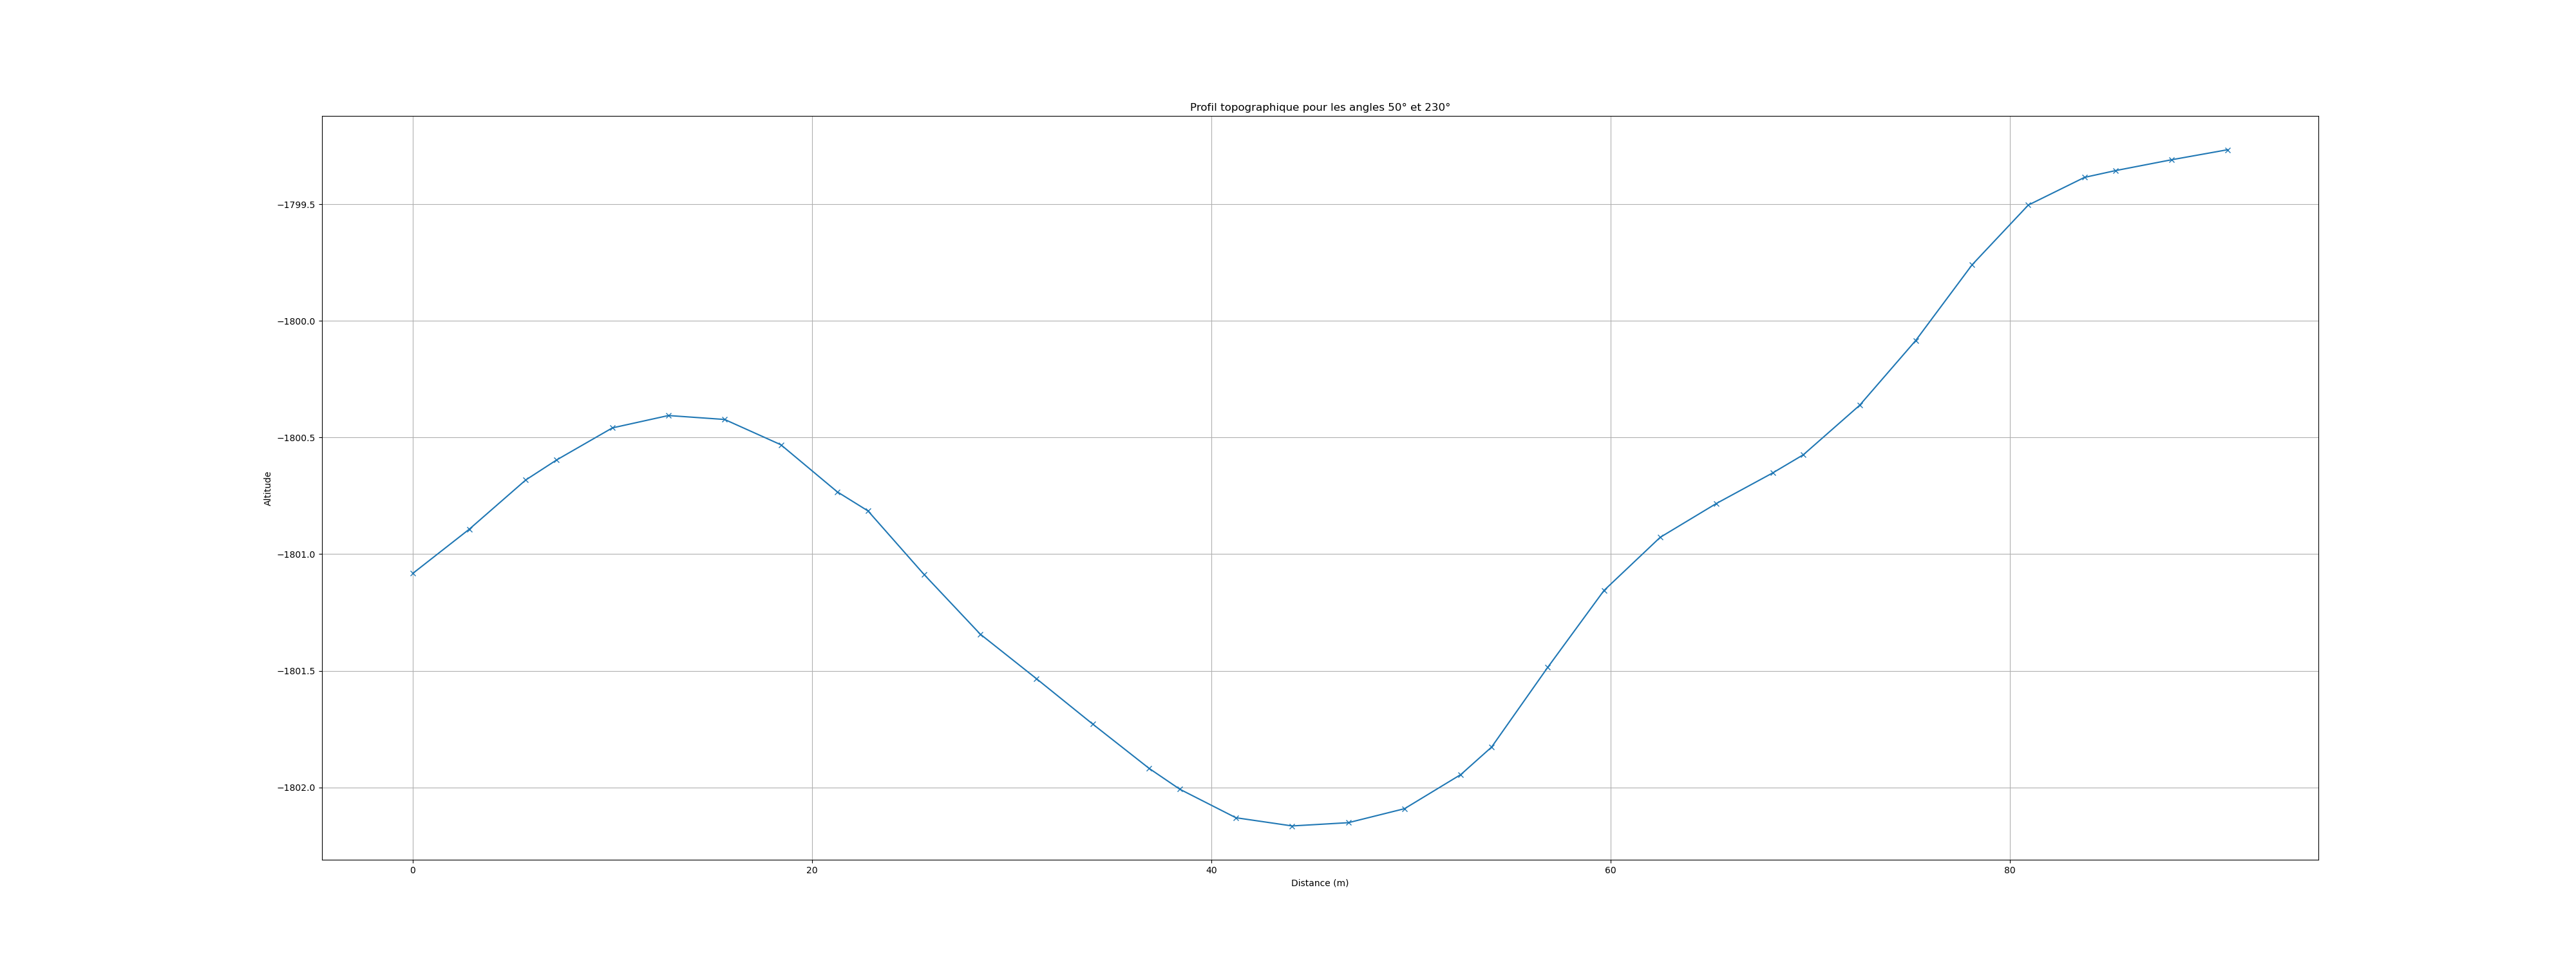 Profil topographique pour les angles 50° et 230°
Altitude
−1799.5
−1800.0
−1800.5
−1801.0
−1801.5
−1802.0
0 20 40 60 80
Distance (m)